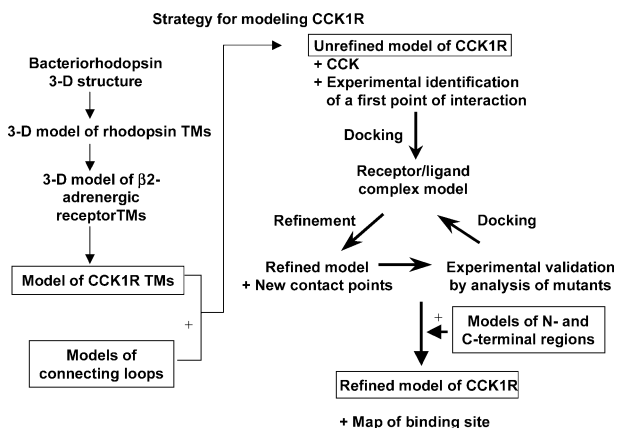 Strategy for modeling CCK1R
Bacteriorhodopsin
3-D structure
3-D model of rhodopsin TMs
3-D model of β2-
adrenergic
receptorTMs
Model of CCK1R TMs
+
Models of
connecting loops
Unrefined model of CCK1R
+ CCK
+ Experimental identification
of a first point of interaction
Docking
Receptor/ligand
complex model
Refinement
Docking
Refined model
+ New contact points
Experimental validation
by analysis of mutants
+
Models of N- and
C-terminal regions
Refined model of CCK1R
+ Map of binding site